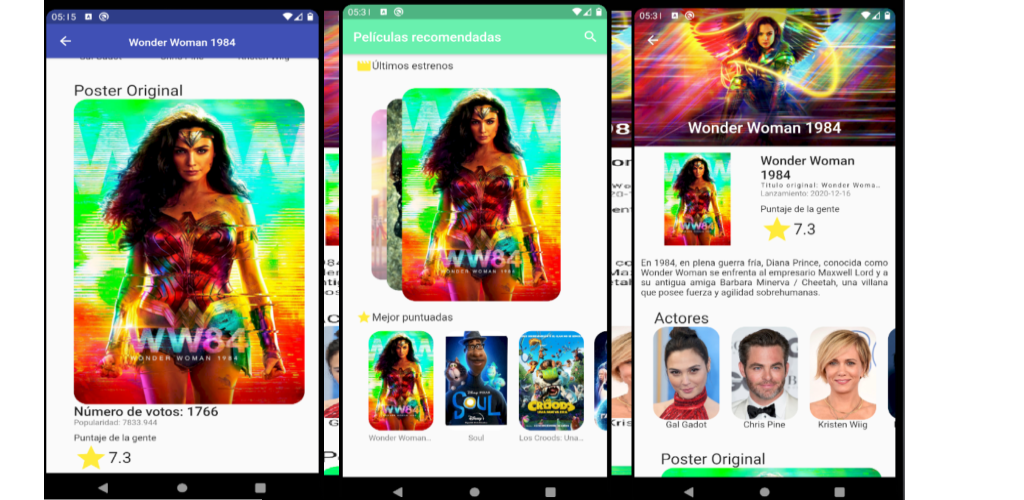 05:15
Wonder Woman 1984
Gal Gadot Chris Pine Kristen Wiig
Poster Original
WW84
WONDER WOMAN 1984
Número de votos: 1766
Popularidad: 7833.944
Puntaje de la gente
7.3
05:31
Películas recomendadas
Últimos estrenos
WW84
WONDER WOMAN 1984
Mejor puntuadas
WW84
DISNEY PIXAR
SOUL
Disney+
CROODS
Wonder Woman...
Soul
Los Croods: Una...
05:31
Wonder Woman 1984
Wonder Woman
1984
Título original: Wonder Woma...
Lanzamiento: 2020-12-16
Puntaje de la gente
7.3
En 1984, en plena guerra fría, Diana Prince, conocida como
Wonder Woman se enfrenta al empresario Maxwell Lord y a
su antigua amiga Barbara Minerva / Cheetah, una villana
que posee fuerza y agilidad sobrehumanas.
Actores
Gal Gadot
Chris Pine
Kristen Wiig
Poster Original